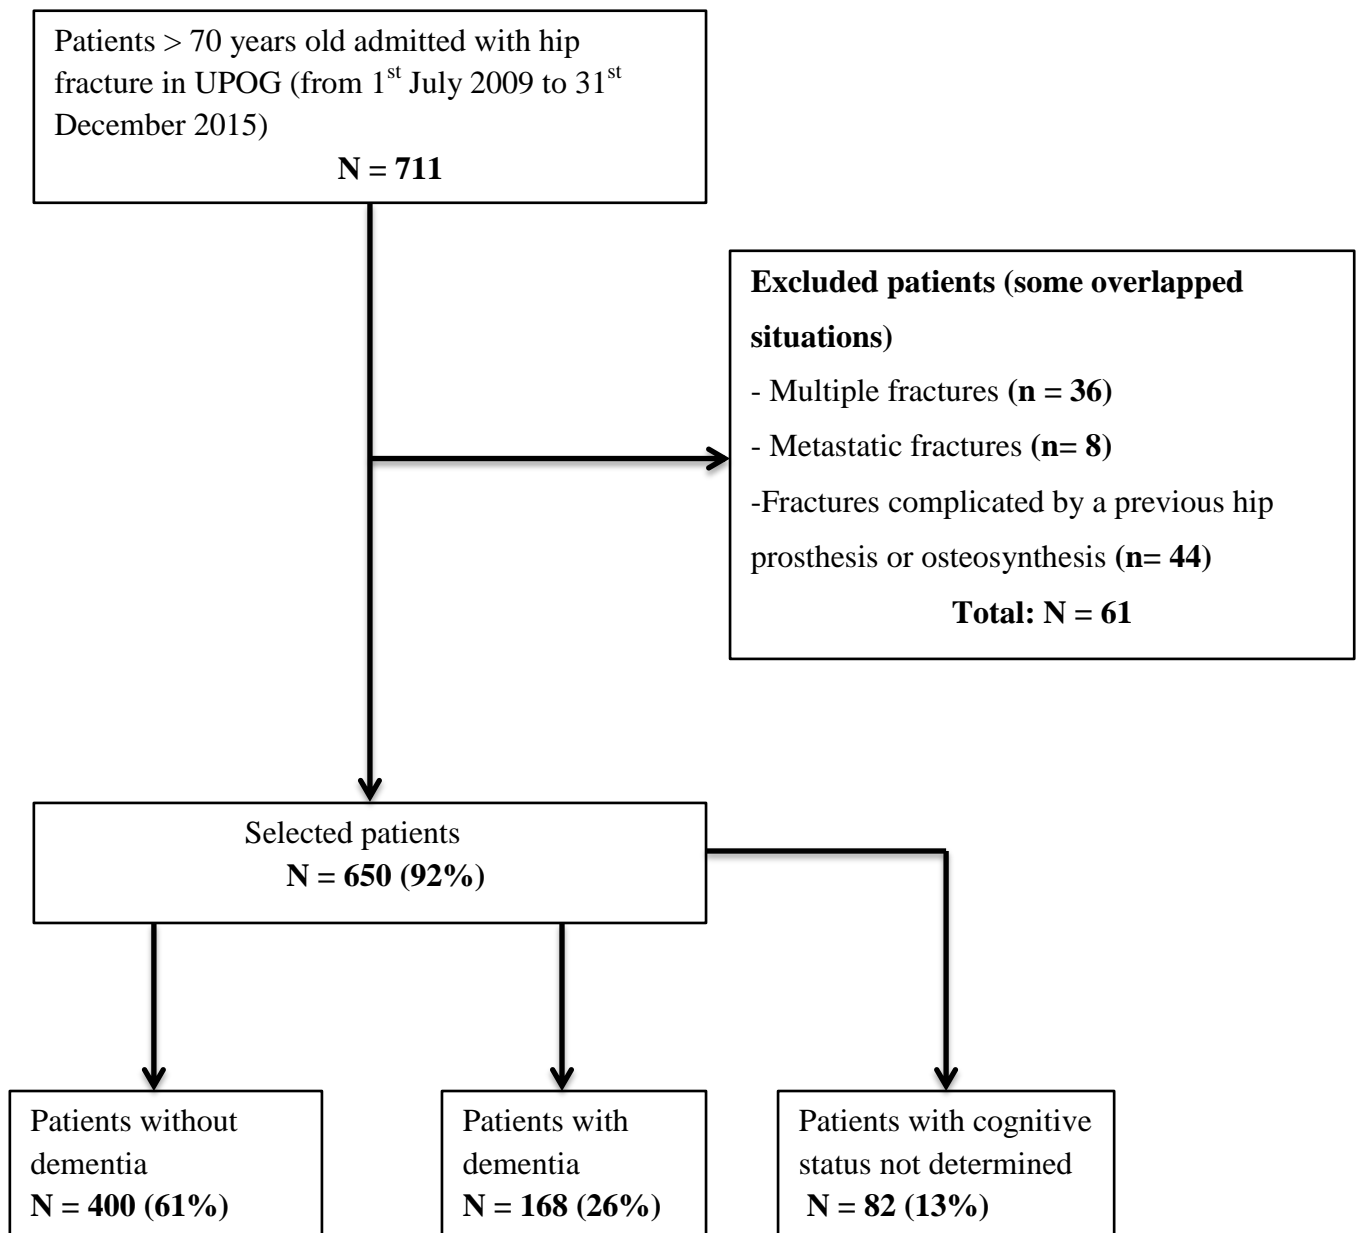 Patients > 70 years old admitted with hip
fracture in UPOG (from 1st July 2009 to 31st
December 2015)
N = 711
Excluded patients (some overlapped
situations)
- Multiple fractures (n = 36)
- Metastatic fractures (n= 8)
-Fractures complicated by a previous hip
prosthesis or osteosynthesis (n= 44)
Total: N = 61
Selected patients
N = 650 (92%)
Patients without
dementia
N = 400 (61%)
Patients with
dementia
N = 168 (26%)
Patients with cognitive
status not determined
N = 82 (13%)